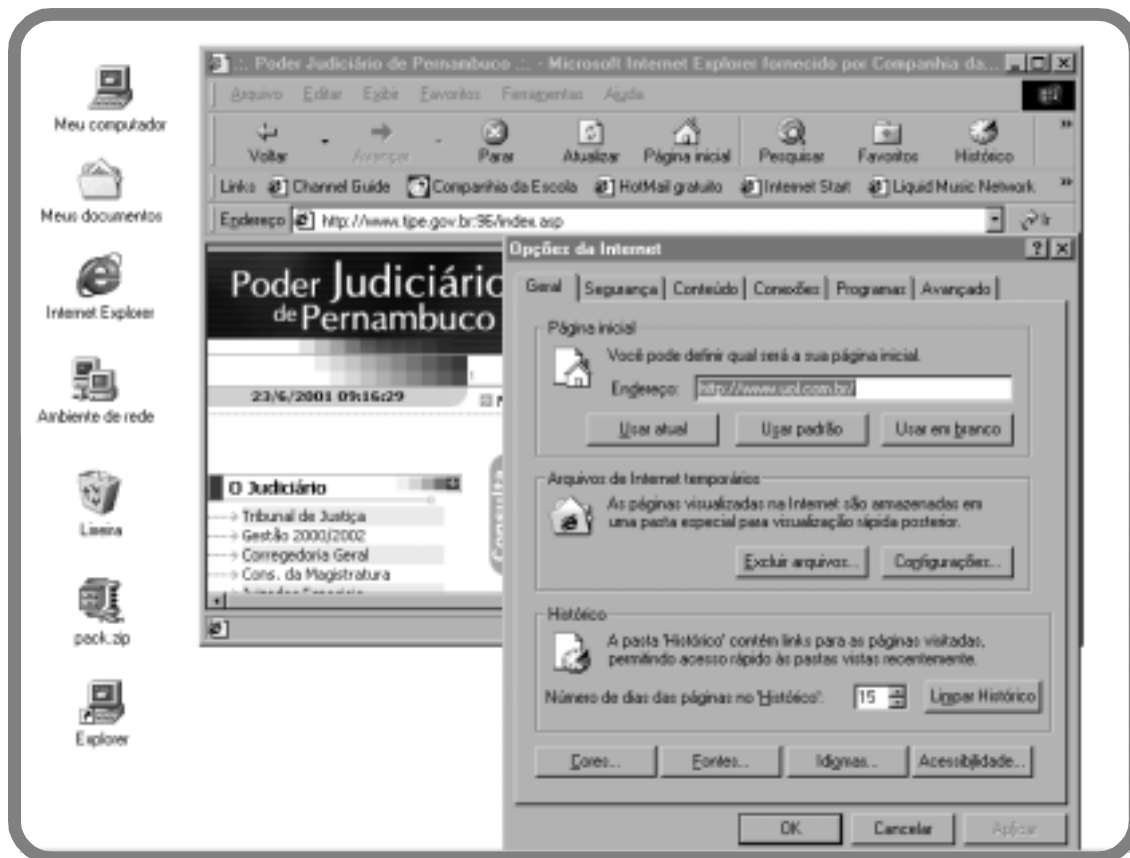 Meu computador
Meus documentos
Internet Explorer
Ambiente de rede
Lixeira
pack.zip
Explorer
.::. Poder Judiciário de Pernambuco .::. - Microsoft Internet Explorer fornecido por Companhia da...
Arquivo Editar Exibir Favoritos Ferramentas Ajuda
Voltar Avançar Parar Atualizar Página inicial Pesquisar Favoritos Histórico »
Links Channel Guide Companhia da Escola HotMail gratuito Internet Start Liquid Music Network »
Endereço http://www.tjpe.gov.br:96/index.asp Ir
Poder Judiciário
de Pernambuco
23/6/2001 09:16:29
Consulta
O Judiciário
Tribunal de Justiça
Gestão 2000/2002
Corregedoria Geral
Cons. da Magistratura
Opções da Internet
Geral Segurança Conteúdo Conexões Programas Avançado
Página inicial
Você pode definir qual será a sua página inicial.
Endereço: http://www.uol.com.br/
Usar atual Usar padrão Usar em branco
Arquivos de Internet temporários
As páginas visualizadas na Internet são armazenadas em
uma pasta especial para visualização rápida posterior.
Excluir arquivos... Configurações...
Histórico
A pasta 'Histórico' contém links para as páginas visitadas,
permitindo acesso rápido às pastas vistas recentemente.
Número de dias das páginas no 'Histórico': 15 Limpar Histórico
Cores... Fontes... Idiomas... Acessibilidade...
OK Cancelar Aplicar